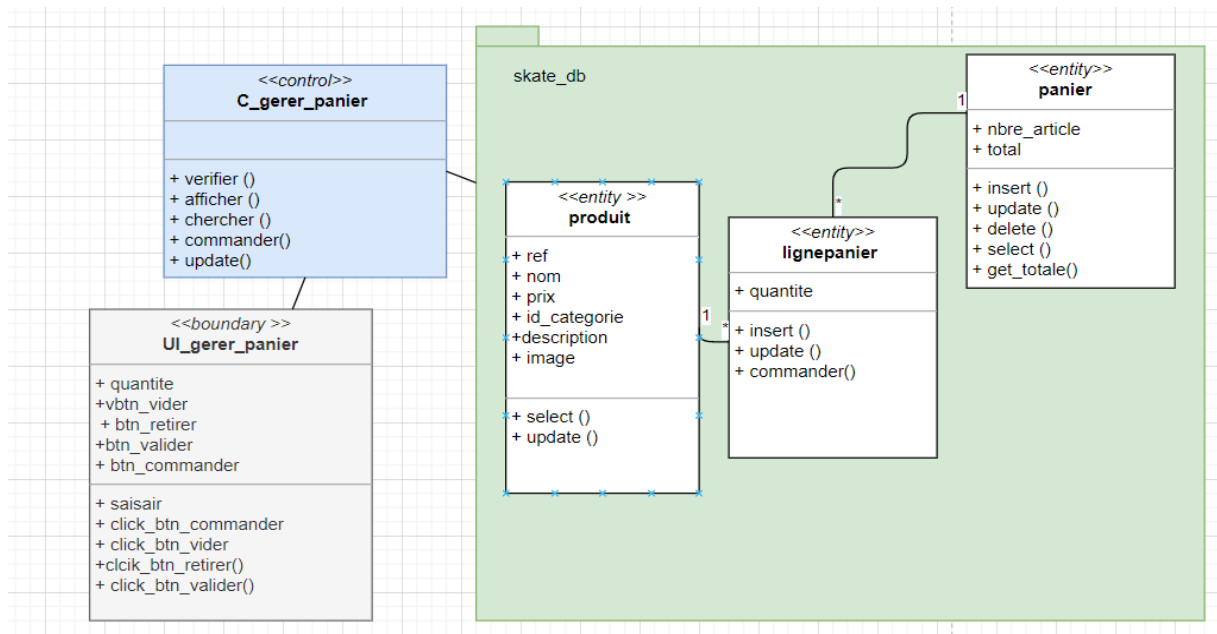 <<control>>
C_gerer_panier
+ verifier ()
+ afficher ()
+ chercher ()
+ commander()
+ update()
<<boundary >>
UI_gerer_panier
+ quantite
+vbtn_vider
+ btn_retirer
+btn_valider
+ btn_commander
+ saisair
+ click_btn_commander
+ click_btn_vider
+clcik_btn_retirer()
+ click_btn_valider()
skate_db
<<entity >>
produit
+ ref
+ nom
+ prix
+ id_categorie
+description
+ image
+ select ()
+ update ()
1
*
<<entity>>
lignepanier
+ quantite
+ insert ()
+ update ()
+ commander()
*
1
<<entity>>
panier
+ nbre_article
+ total
+ insert ()
+ update ()
+ delete ()
+ select ()
+ get_totale()